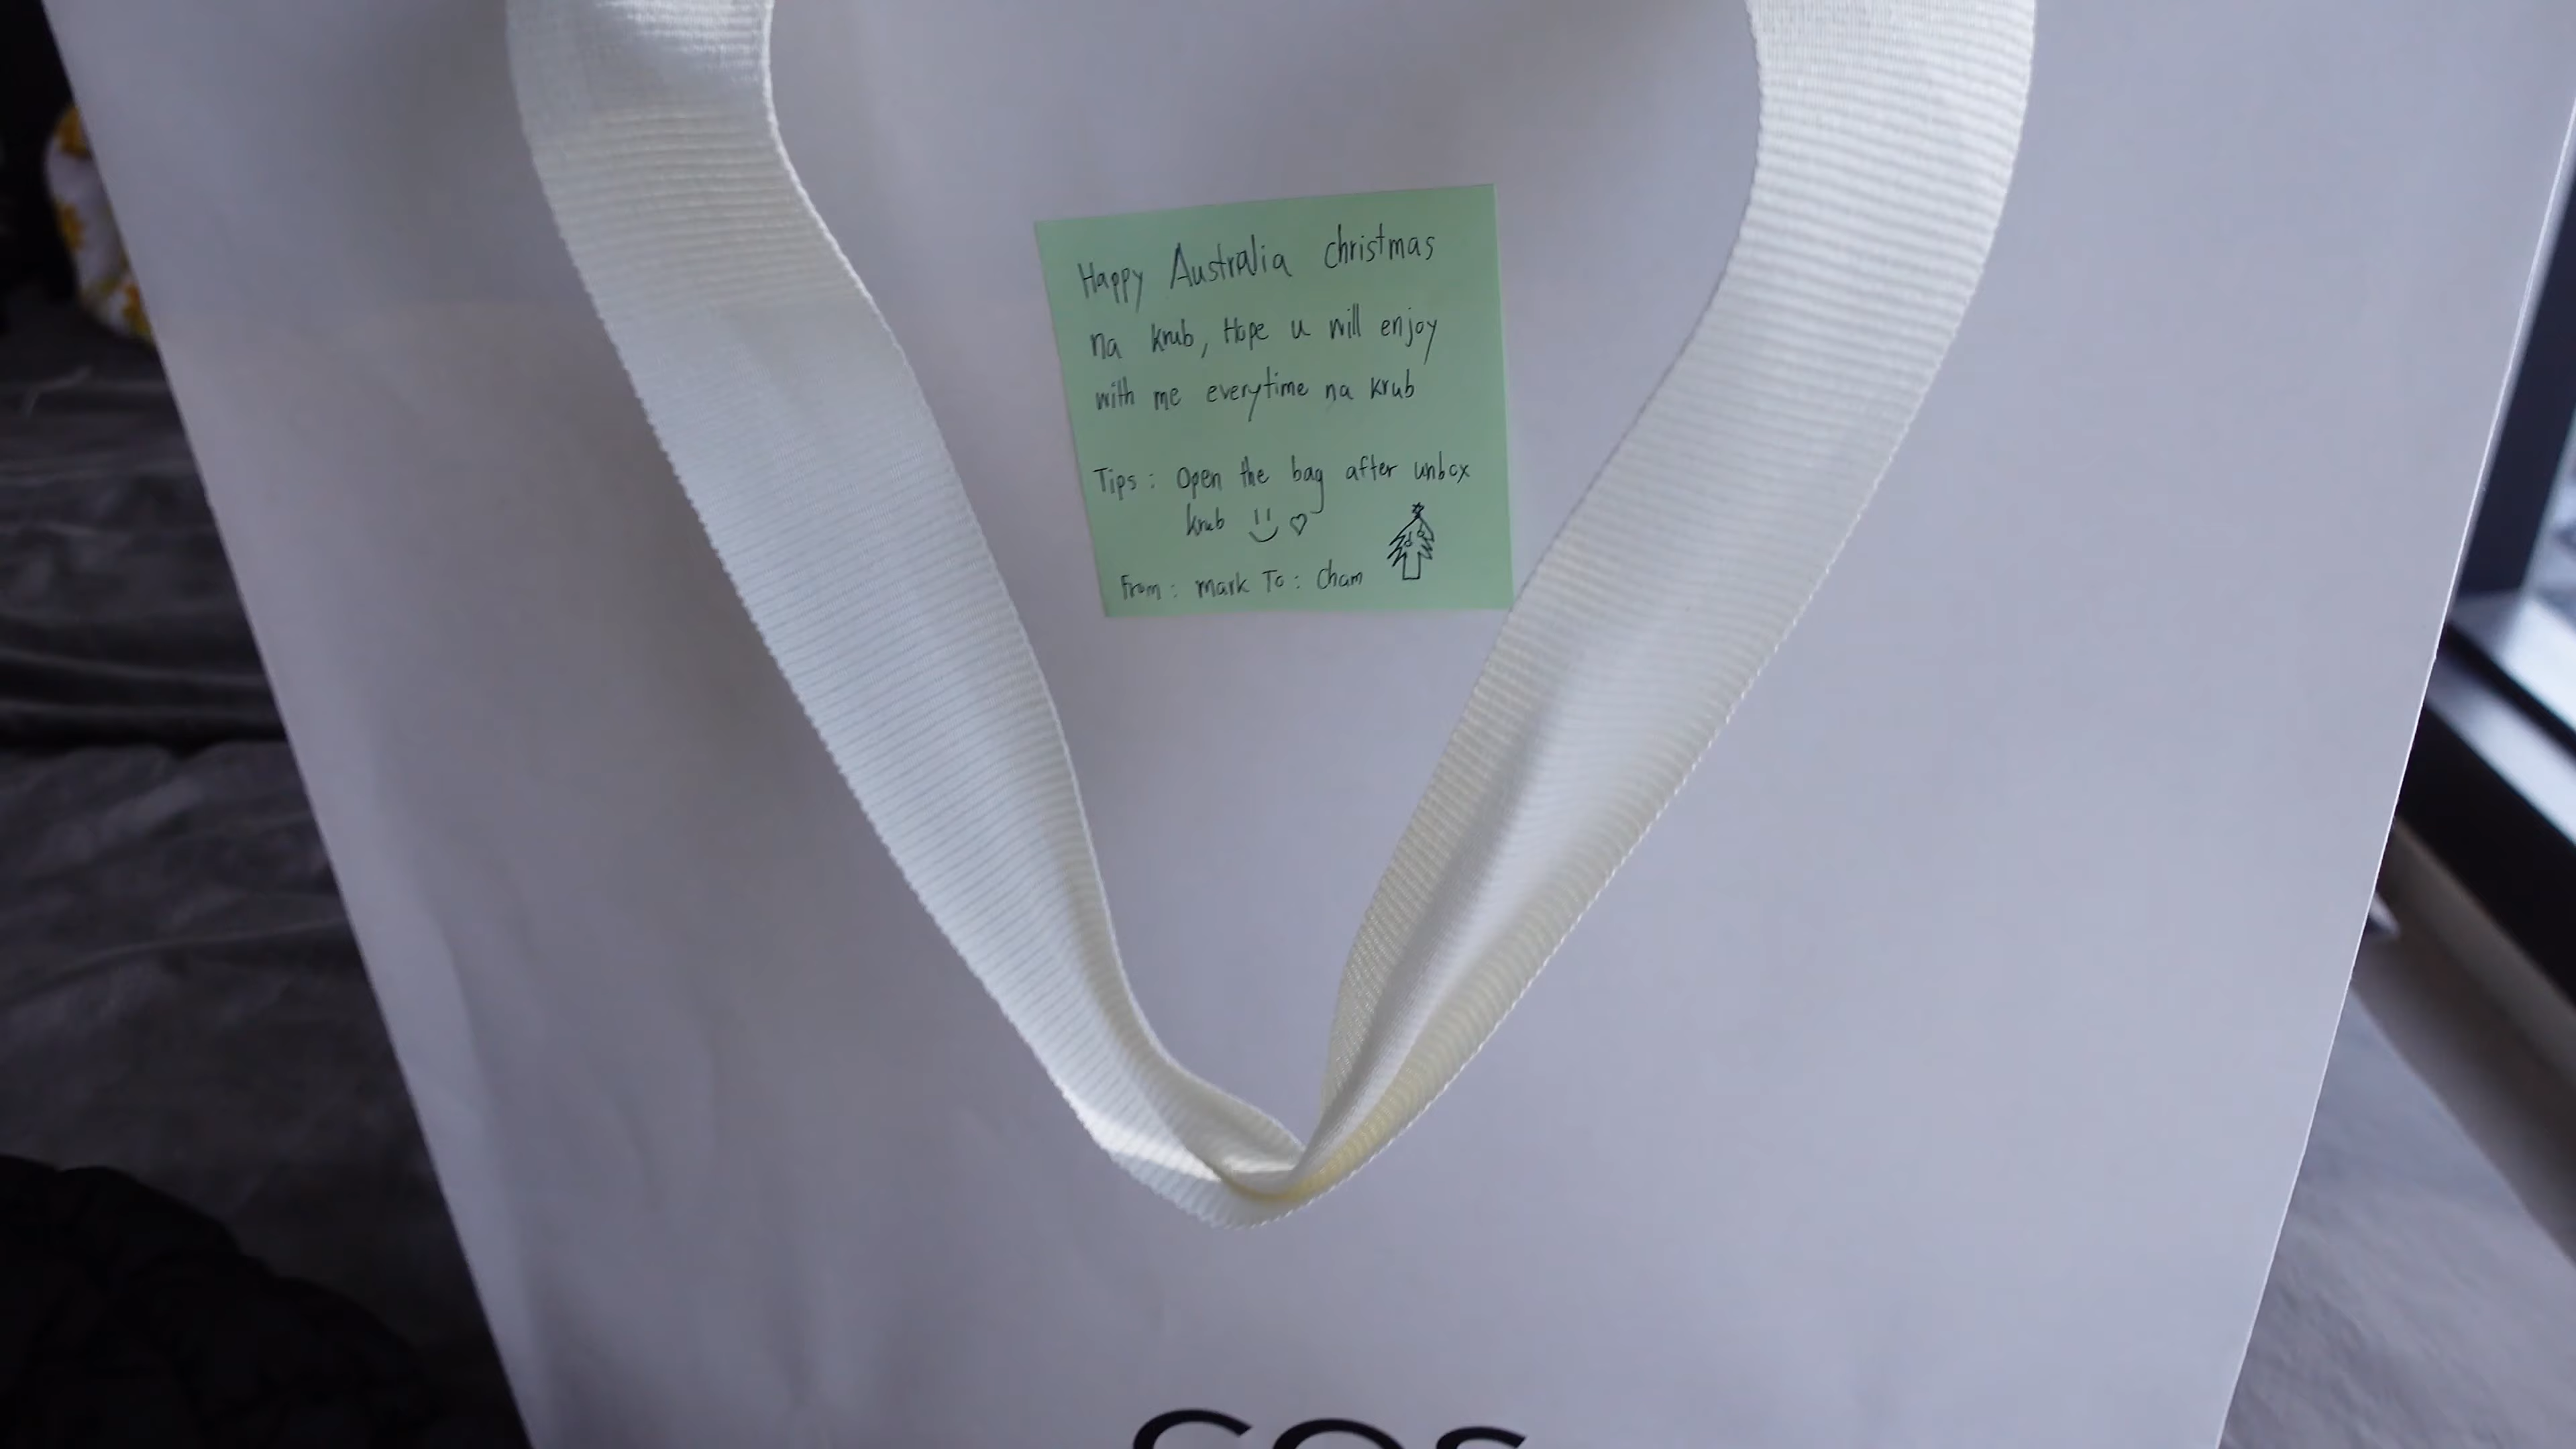 Happy Australia christmas
na krub, Hope u will enjoy
with me everytime na krub
Tips : Open the bag after unbox
krub
From : mark To : Cham
COS